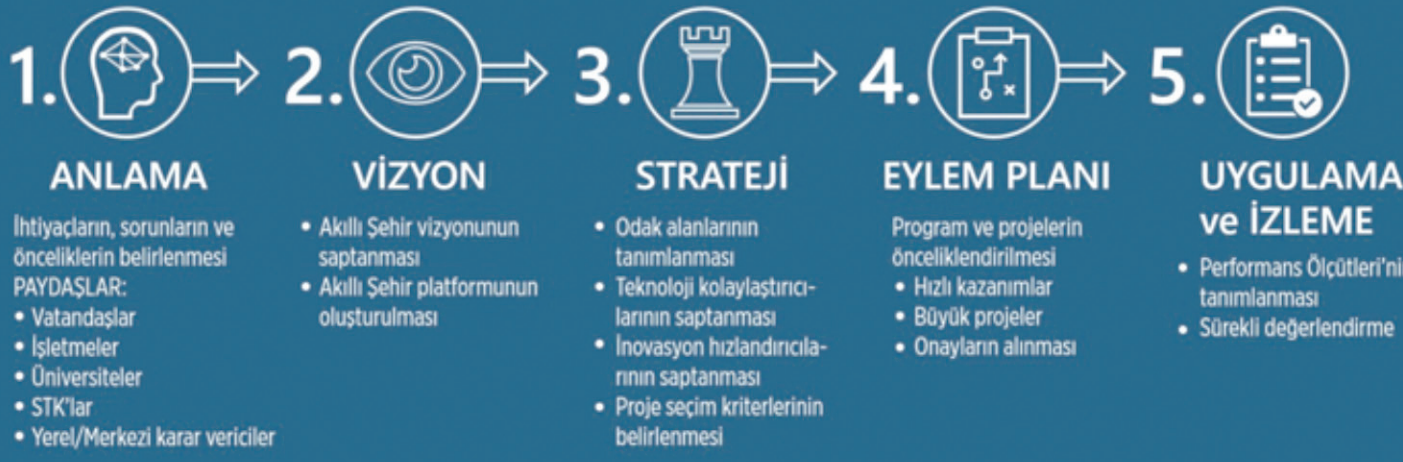 1.
ANLAMA
İhtiyaçların, sorunların ve
önceliklerin belirlenmesi
PAYDAŞLAR:
• Vatandaşlar
• İşletmeler
• Üniversiteler
• STK'lar
• Yerel/Merkezi karar vericiler
2.
VİZYON
• Akıllı Şehir vizyonunun
saptanması
• Akıllı Şehir platformunun
oluşturulması
3.
STRATEJİ
• Odak alanlarının
tanımlanması
• Teknoloji kolaylaştırıcı-
larının saptanması
• İnovasyon hızlandırıcıla-
rının saptanması
• Proje seçim kriterlerinin
belirlenmesi
4.
EYLEM PLANI
Program ve projelerin
önceliklendirilmesi
• Hızlı kazanımlar
• Büyük projeler
• Onayların alınması
5.
UYGULAMA
ve İZLEME
• Performans Ölçütleri'ni
tanımlanması
• Sürekli değerlendirme